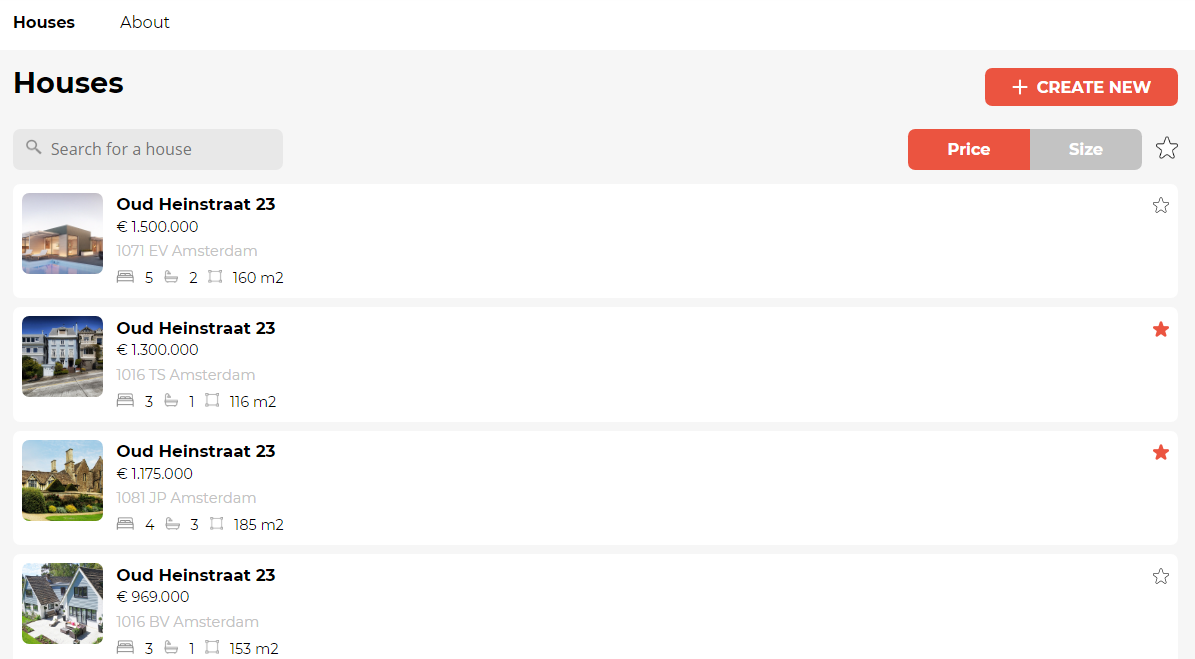 Houses About
Houses
+ CREATE NEW
Search for a house
Price Size
Oud Heinstraat 23
€ 1.500.000
1071 EV Amsterdam
5 2 160 m2
Oud Heinstraat 23
€ 1.300.000
1016 TS Amsterdam
3 1 116 m2
Oud Heinstraat 23
€ 1.175.000
1081 JP Amsterdam
4 3 185 m2
Oud Heinstraat 23
€ 969.000
1016 BV Amsterdam
3 1 153 m2